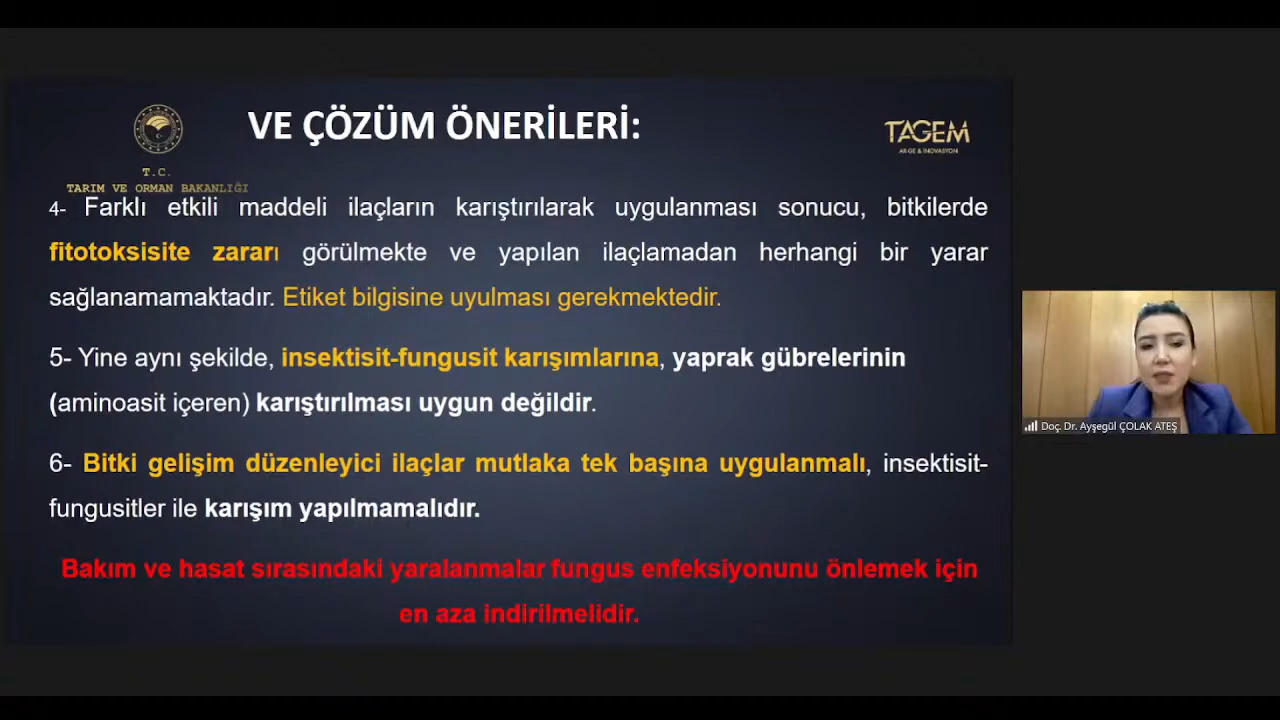 VE ÇÖZÜM ÖNERİLERİ:
T.C.
TARIM VE ORMAN BAKANLIĞI
TAGEM
AR-GE & İNOVASYON
4- Farklı etkili maddeli ilaçların karıştırılarak uygulanması sonucu, bitkilerde
fitotoksisite zararı görülmekte ve yapılan ilaçlamadan herhangi bir yarar
sağlanamamaktadır. Etiket bilgisine uyulması gerekmektedir.
5- Yine aynı şekilde, insektisit-fungusit karışımlarına, yaprak gübrelerinin
(aminoasit içeren) karıştırılması uygun değildir.
6- Bitki gelişim düzenleyici ilaçlar mutlaka tek başına uygulanmalı, insektisit-
fungusitler ile karışım yapılmamalıdır.
Bakım ve hasat sırasındaki yaralanmalar fungus enfeksiyonunu önlemek için
en aza indirilmelidir.
Doç. Dr. Ayşegül ÇOLAK ATEŞ